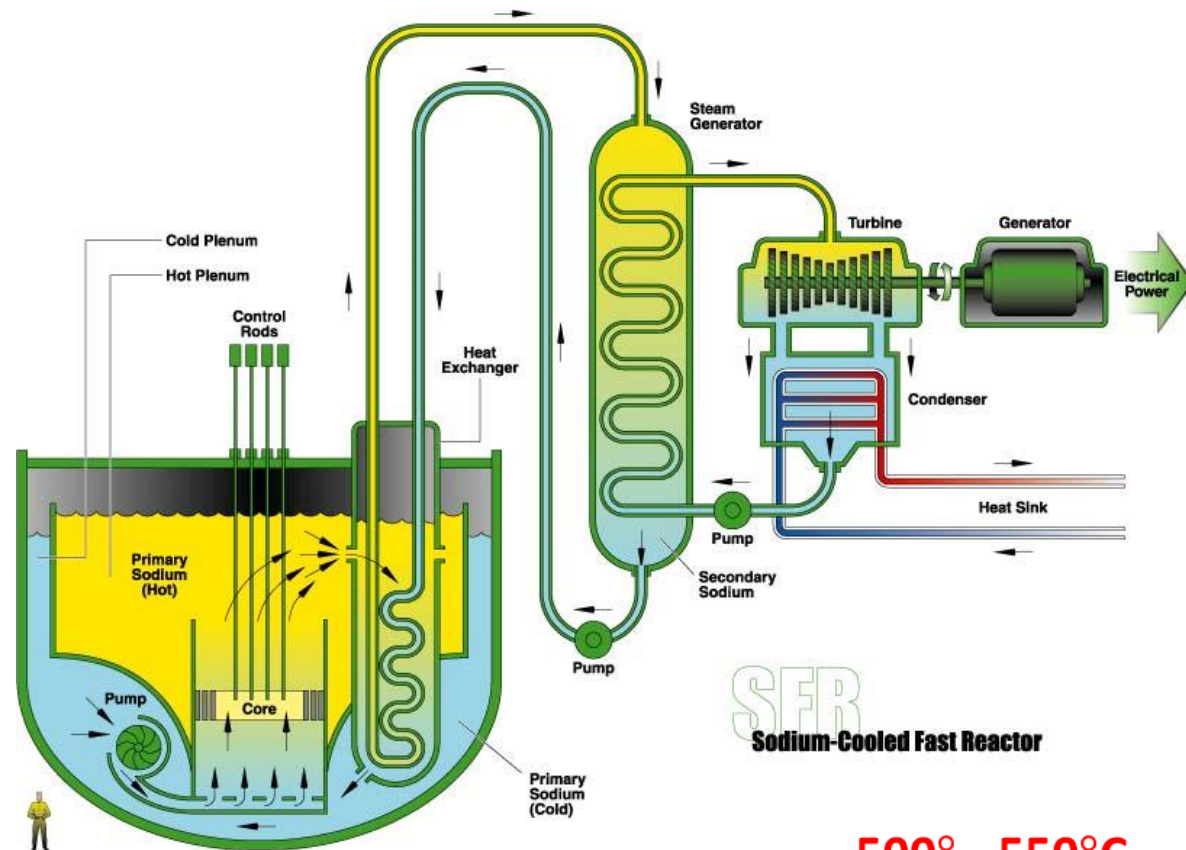 Steam
Generator
Cold Plenum
Hot Plenum
Control
Rods
Heat
Exchanger
Turbine
Generator
Electrical
Power
Condenser
Heat Sink
Pump
Primary
Sodium
(Hot)
Secondary
Sodium
Pump
Pump
Core
Primary
Sodium
(Cold)
SFR
Sodium-Cooled Fast Reactor